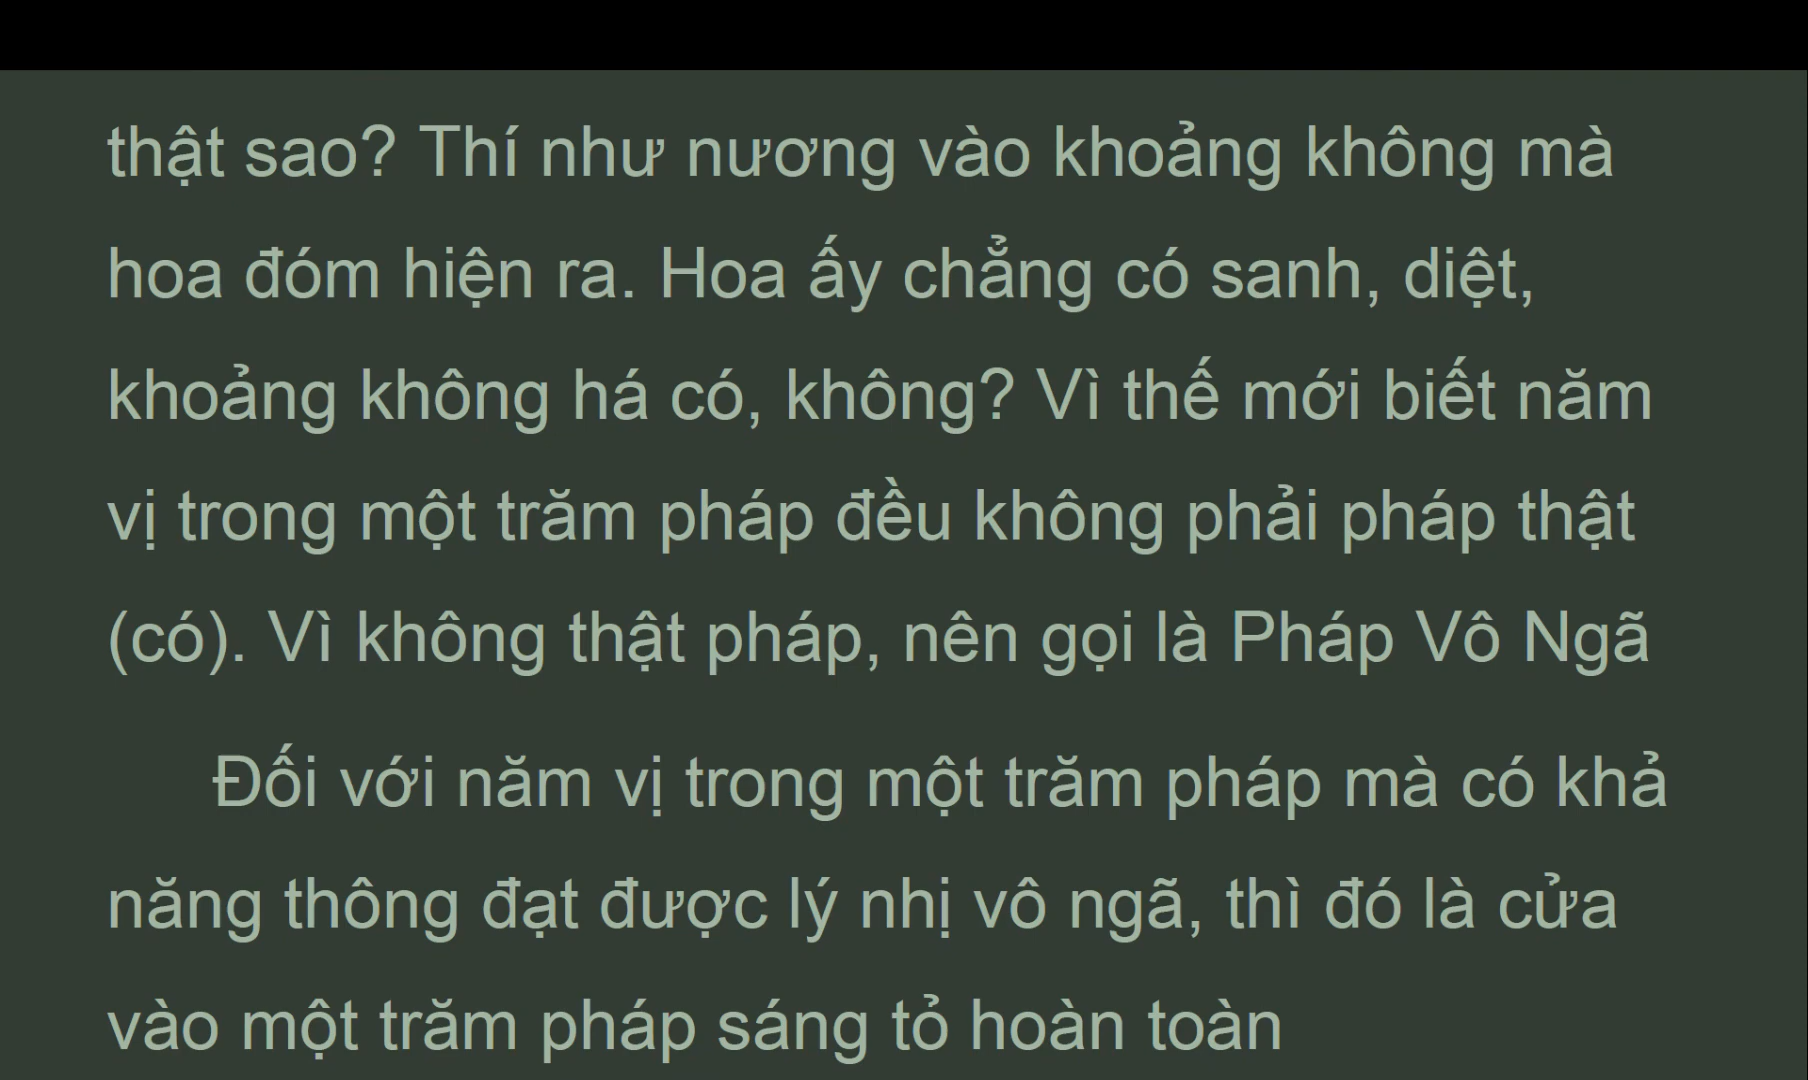 thật sao? Thí như nương vào khoảng không mà
hoa đóm hiện ra. Hoa ấy chẳng có sanh, diệt,
khoảng không há có, không? Vì thế mới biết năm
vị trong một trăm pháp đều không phải pháp thật
(có). Vì không thật pháp, nên gọi là Pháp Vô Ngã
Đối với năm vị trong một trăm pháp mà có khả
năng thông đạt được lý nhị vô ngã, thì đó là cửa
vào một trăm pháp sáng tỏ hoàn toàn